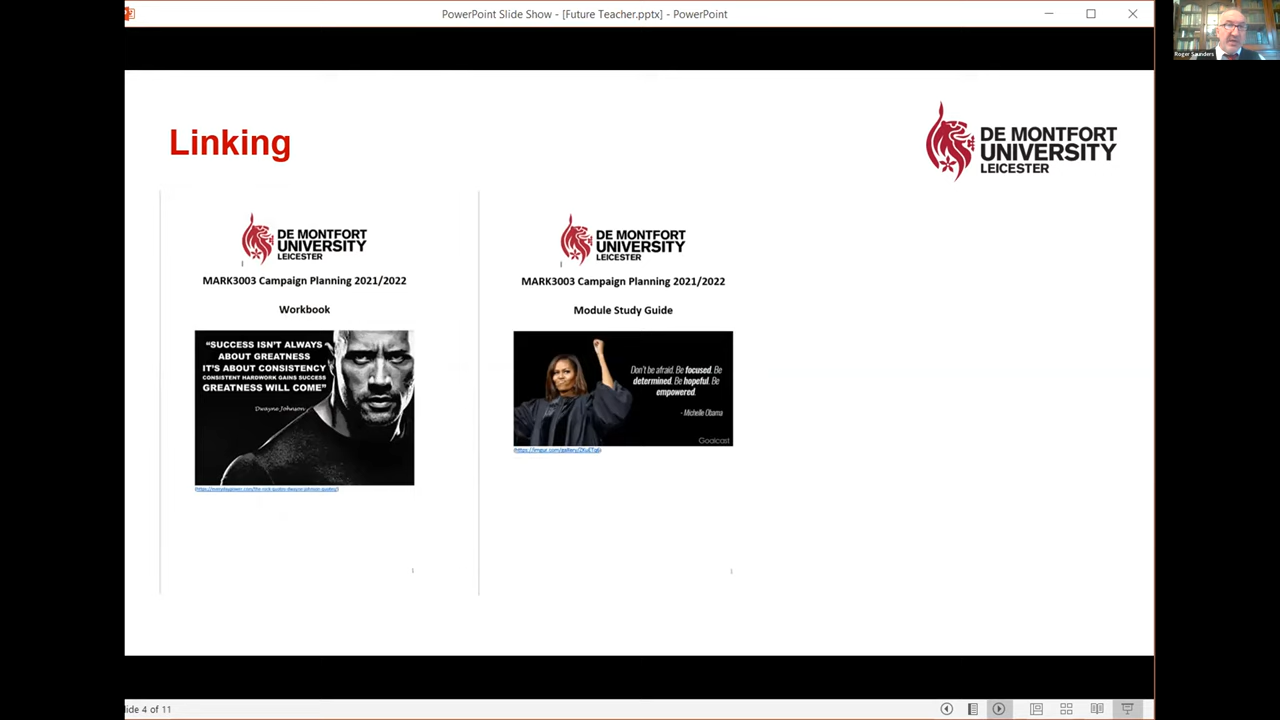 PowerPoint Slide Show - [Future Teacher.pptx] - PowerPoint
Roger Saunders
Linking
DE MONTFORT
UNIVERSITY
LEICESTER
DE MONTFORT
UNIVERSITY
LEICESTER
MARK3003 Campaign Planning 2021/2022
Workbook
"SUCCESS ISN'T ALWAYS
ABOUT GREATNESS
IT'S ABOUT CONSISTENCY
CONSISTENT HARDWORK GAINS SUCCESS
GREATNESS WILL COME"
Dwayne Johnson
DE MONTFORT
UNIVERSITY
LEICESTER
MARK3003 Campaign Planning 2021/2022
Module Study Guide
Don't be afraid. Be focused. Be
determined. Be hopeful. Be
empowered.
- Michelle Obama
Goalcast
lide 4 of 11